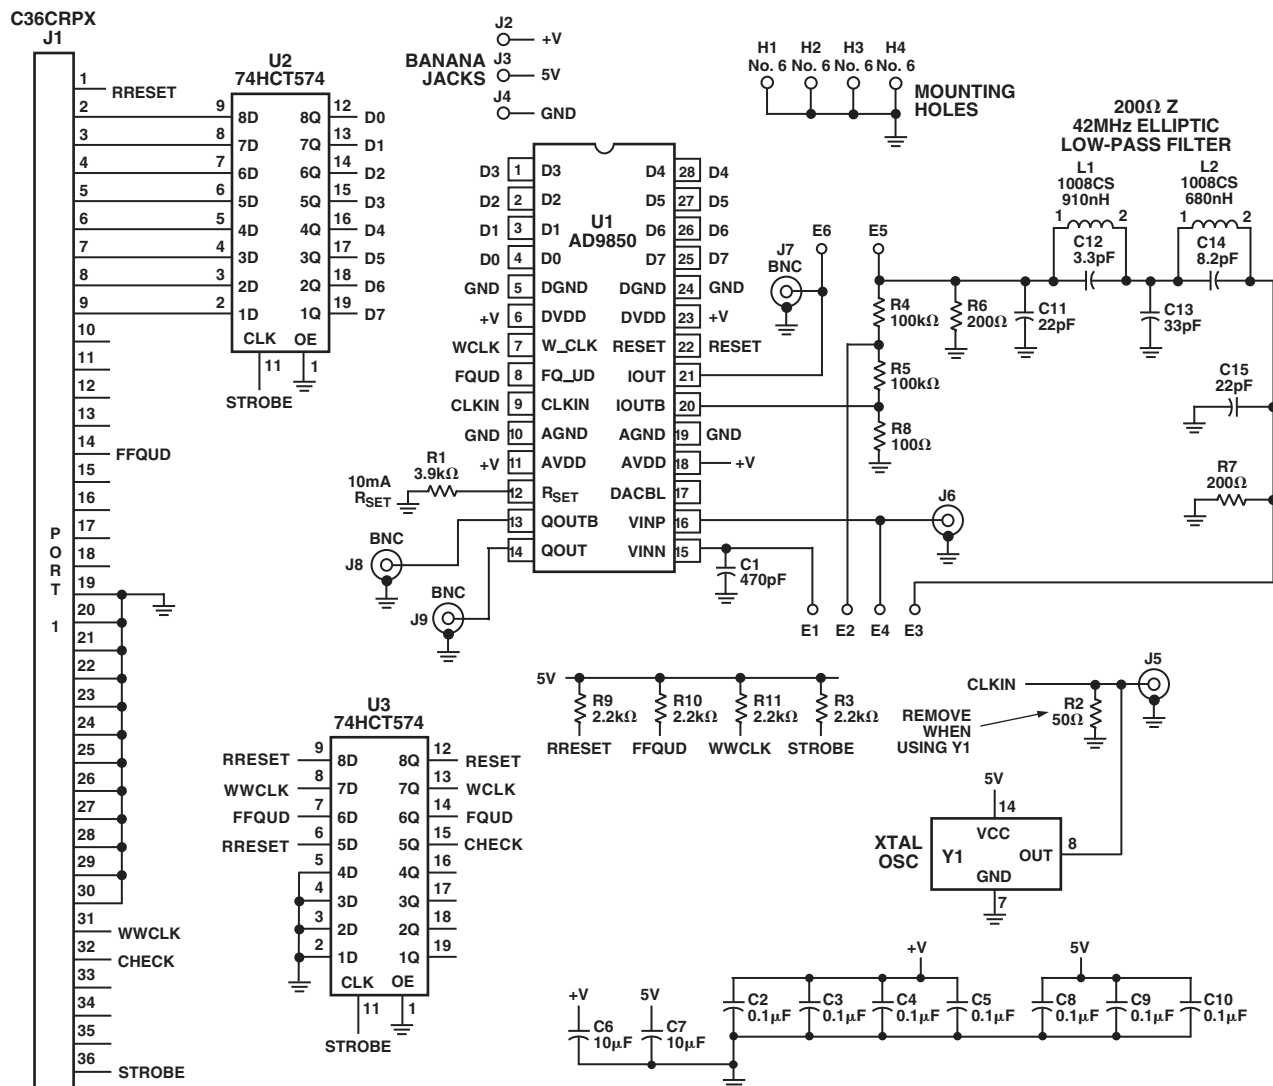 C36CRPX
J1
PORT 1
1
RRESET
2
3
4
5
6
7
8
9
10
11
12
13
14
FFQUD
15
16
17
18
19
20
21
22
23
24
25
26
27
28
29
30
31
WWCLK
32
CHECK
33
34
35
36
STROBE
U2
74HCT574
9 8D 8Q 12 D0
8 7D 7Q 13 D1
7 6D 6Q 14 D2
6 5D 5Q 15 D3
5 4D 4Q 16 D4
4 3D 3Q 17 D5
3 2D 2Q 18 D6
2 1D 1Q 19 D7
CLK OE
11 1
STROBE
J2
+V
BANANA JACKS
J3
5V
J4
GND
H1 H2 H3 H4
No. 6 No. 6 No. 6 No. 6
MOUNTING
HOLES
U1
AD9850
D3 1 D3 D4 28 D4
D2 2 D2 D5 27 D5
D1 3 D1 D6 26 D6
D0 4 D0 D7 25 D7
GND 5 DGND DGND 24 GND
+V 6 DVDD DVDD 23 +V
WCLK 7 W_CLK RESET 22 RESET
FQUD 8 FQ_UD IOUT 21
CLKIN 9 CLKIN IOUTB 20
GND 10 AGND AGND 19 GND
+V 11 AVDD AVDD 18 +V
12 RSET DACBL 17
13 QOUTB VINP 16
14 QOUT VINN 15
R1
3.9kΩ
10mA
RSET
BNC
J8
BNC
J9
J7
BNC
E6
E5
R4
100kΩ
R5
100kΩ
R8
100Ω
R6
200Ω
C11
22pF
200Ω Z
42MHz ELLIPTIC
LOW-PASS FILTER
L1
1008CS
910nH
1 2
C12
3.3pF
L2
1008CS
680nH
1 2
C14
8.2pF
C13
33pF
C15
22pF
R7
200Ω
J6
C1
470pF
E1 E2 E4 E3
U3
74HCT574
RRESET 9 8D 8Q 12 RESET
WWCLK 8 7D 7Q 13 WCLK
FFQUD 7 6D 6Q 14 FQUD
RRESET 6 5D 5Q 15 CHECK
5 4D 4Q 16
4 3D 3Q 17
3 2D 2Q 18
2 1D 1Q 19
CLK OE
11 1
STROBE
5V
R9
2.2kΩ
RRESET
R10
2.2kΩ
FFQUD
R11
2.2kΩ
WWCLK
R3
2.2kΩ
STROBE
CLKIN
J5
R2
50Ω
REMOVE
WHEN
USING Y1
5V
14
VCC
XTAL
OSC
Y1
OUT
8
GND
7
+V
C6
10µF
5V
C7
10µF
+V
C2
0.1µF
C3
0.1µF
C4
0.1µF
C5
0.1µF
5V
C8
0.1µF
C9
0.1µF
C10
0.1µF